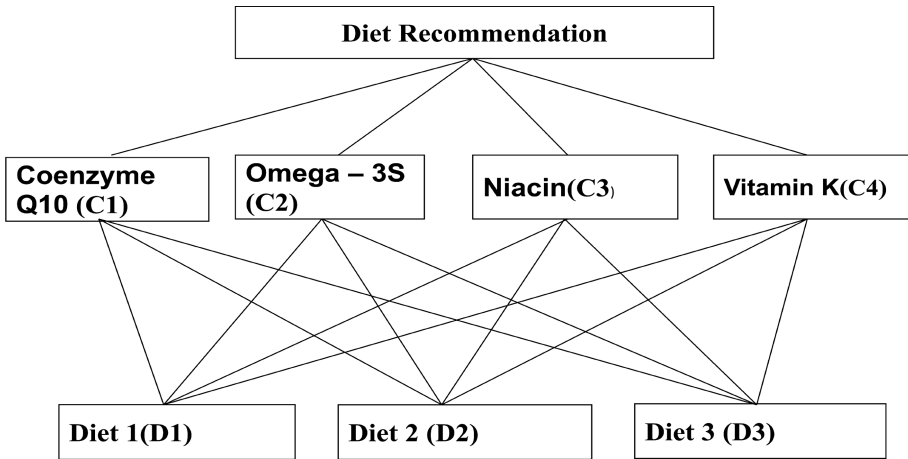 Diet Recommendation
Coenzyme
Q10 (C1)
Omega – 3S
(C2)
Niacin(C3)
Vitamin K(C4)
Diet 1(D1)
Diet 2 (D2)
Diet 3 (D3)